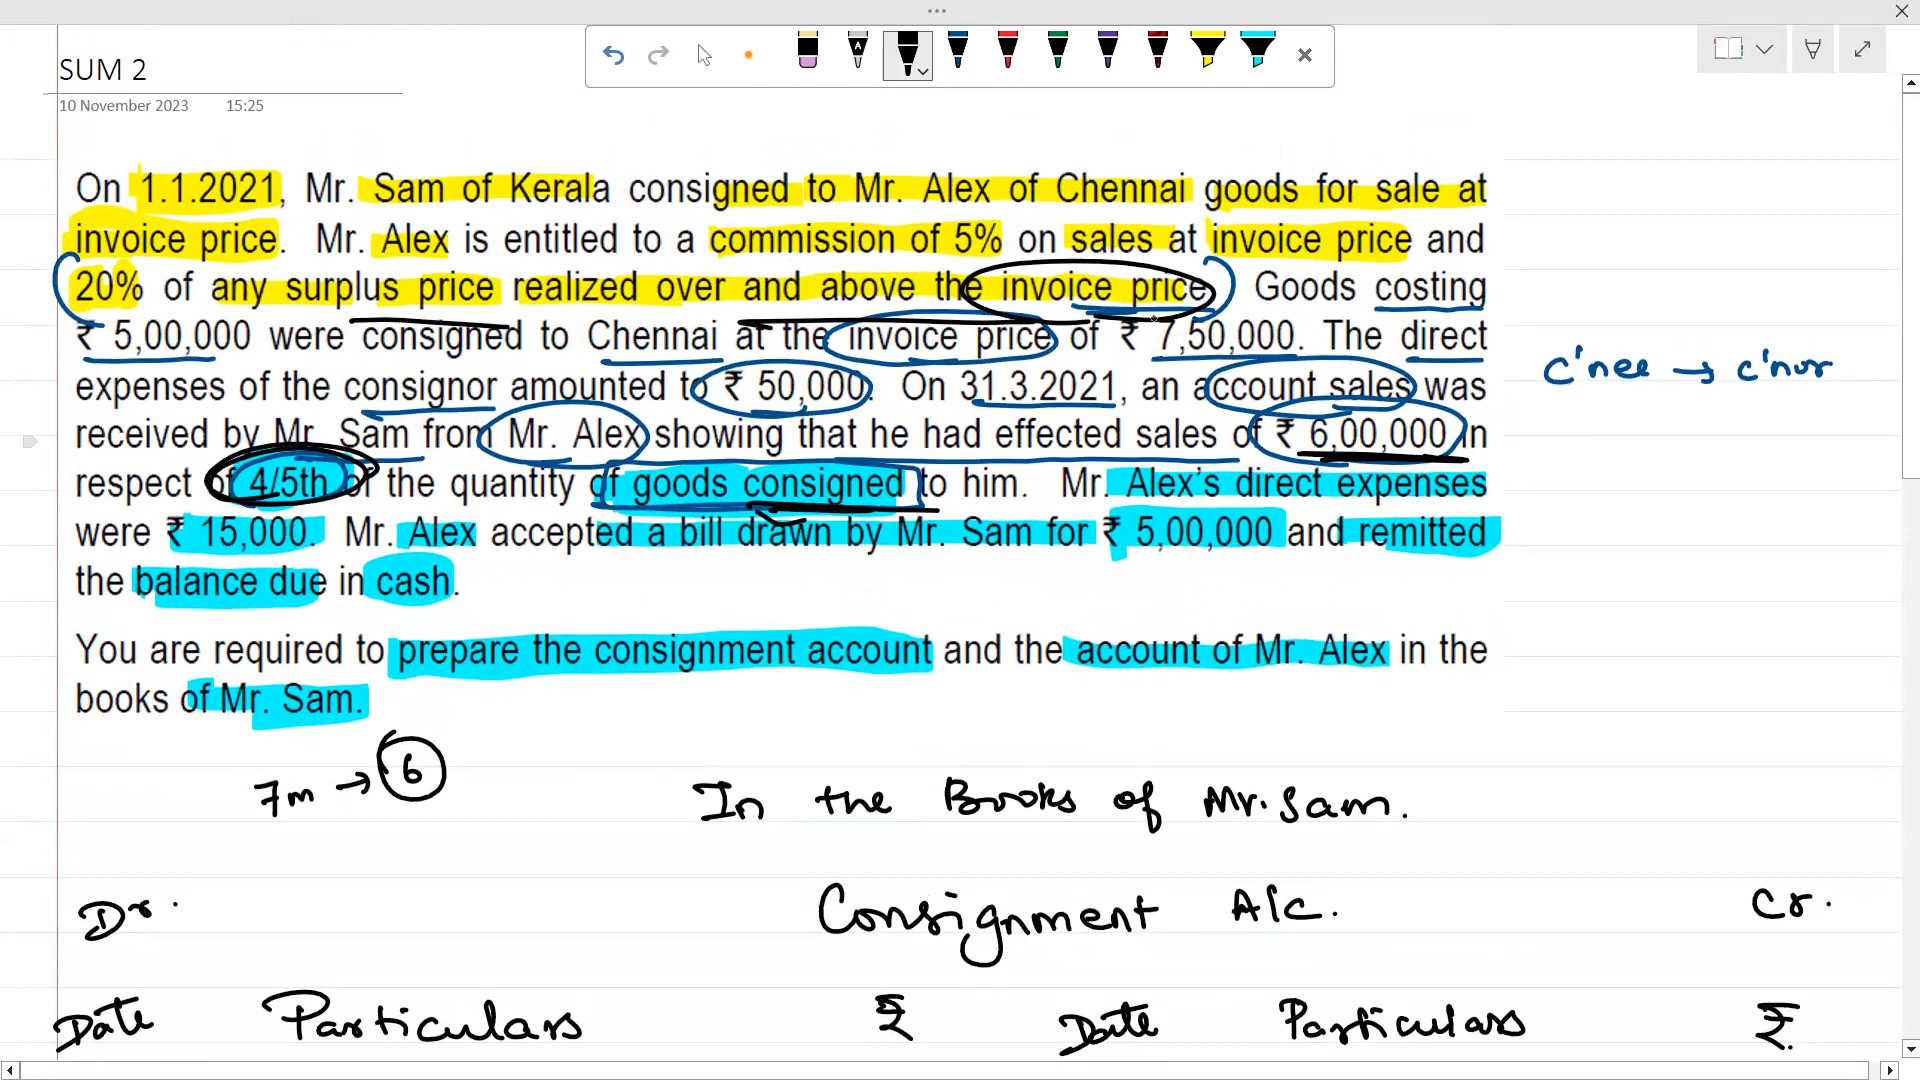 SUM 2
10 November 2023 15:25
On 1.1.2021, Mr. Sam of Kerala consigned to Mr. Alex of Chennai goods for sale at
invoice price. Mr. Alex is entitled to a commission of 5% on sales at invoice price and
20% of any surplus price realized over and above the invoice price. Goods costing
₹ 5,00,000 were consigned to Chennai at the invoice price of ₹ 7,50,000. The direct
expenses of the consignor amounted to ₹ 50,000. On 31.3.2021, an account sales was
received by Mr. Sam from Mr. Alex showing that he had effected sales of ₹ 6,00,000 in
respect of 4/5th of the quantity of goods consigned to him. Mr. Alex's direct expenses
were ₹ 15,000. Mr. Alex accepted a bill drawn by Mr. Sam for ₹ 5,00,000 and remitted
the balance due in cash.
c'nee → c'nor
You are required to prepare the consignment account and the account of Mr. Alex in the
books of Mr. Sam.
7m → 6
In the Books of Mr. Sam.
Dr. Consignment A/c. Cr.
Date Particulars ₹ Date Particulars ₹